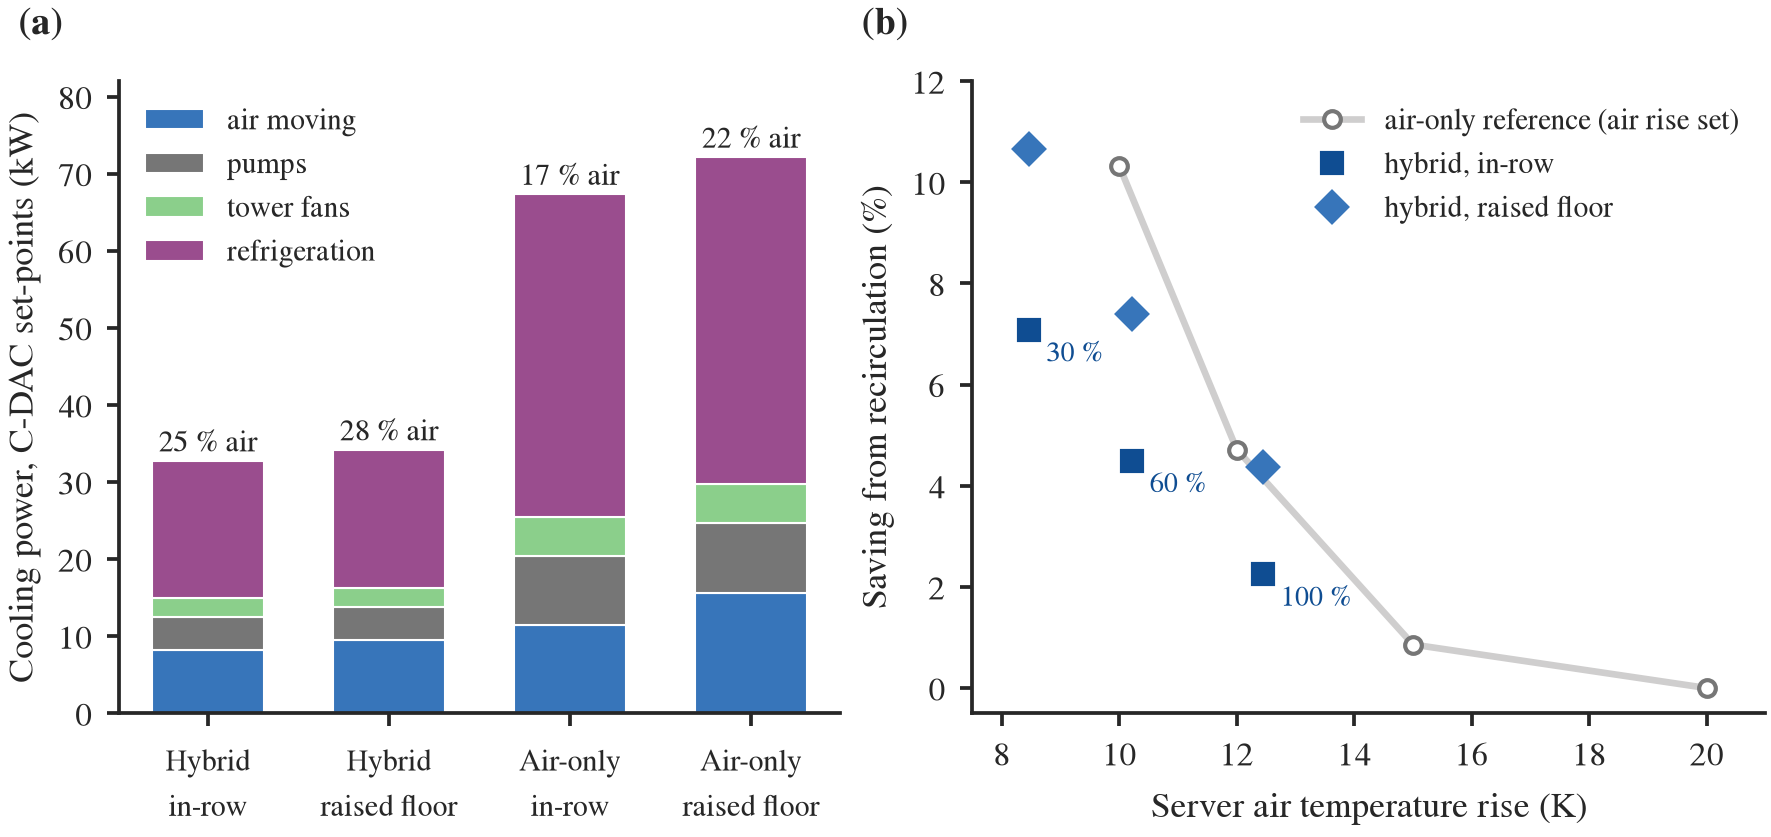 (a)
Cooling power, C-DAC set-points (kW)
80
70
60
50
40
30
20
10
0
air moving
pumps
tower fans
refrigeration
25 % air
28 % air
17 % air
22 % air
Hybrid
in-row
Hybrid
raised floor
Air-only
in-row
Air-only
raised floor
(b)
Saving from recirculation (%)
12
10
8
6
4
2
0
air-only reference (air rise set)
hybrid, in-row
hybrid, raised floor
30 %
60 %
100 %
8
10
12
14
16
18
20
Server air temperature rise (K)